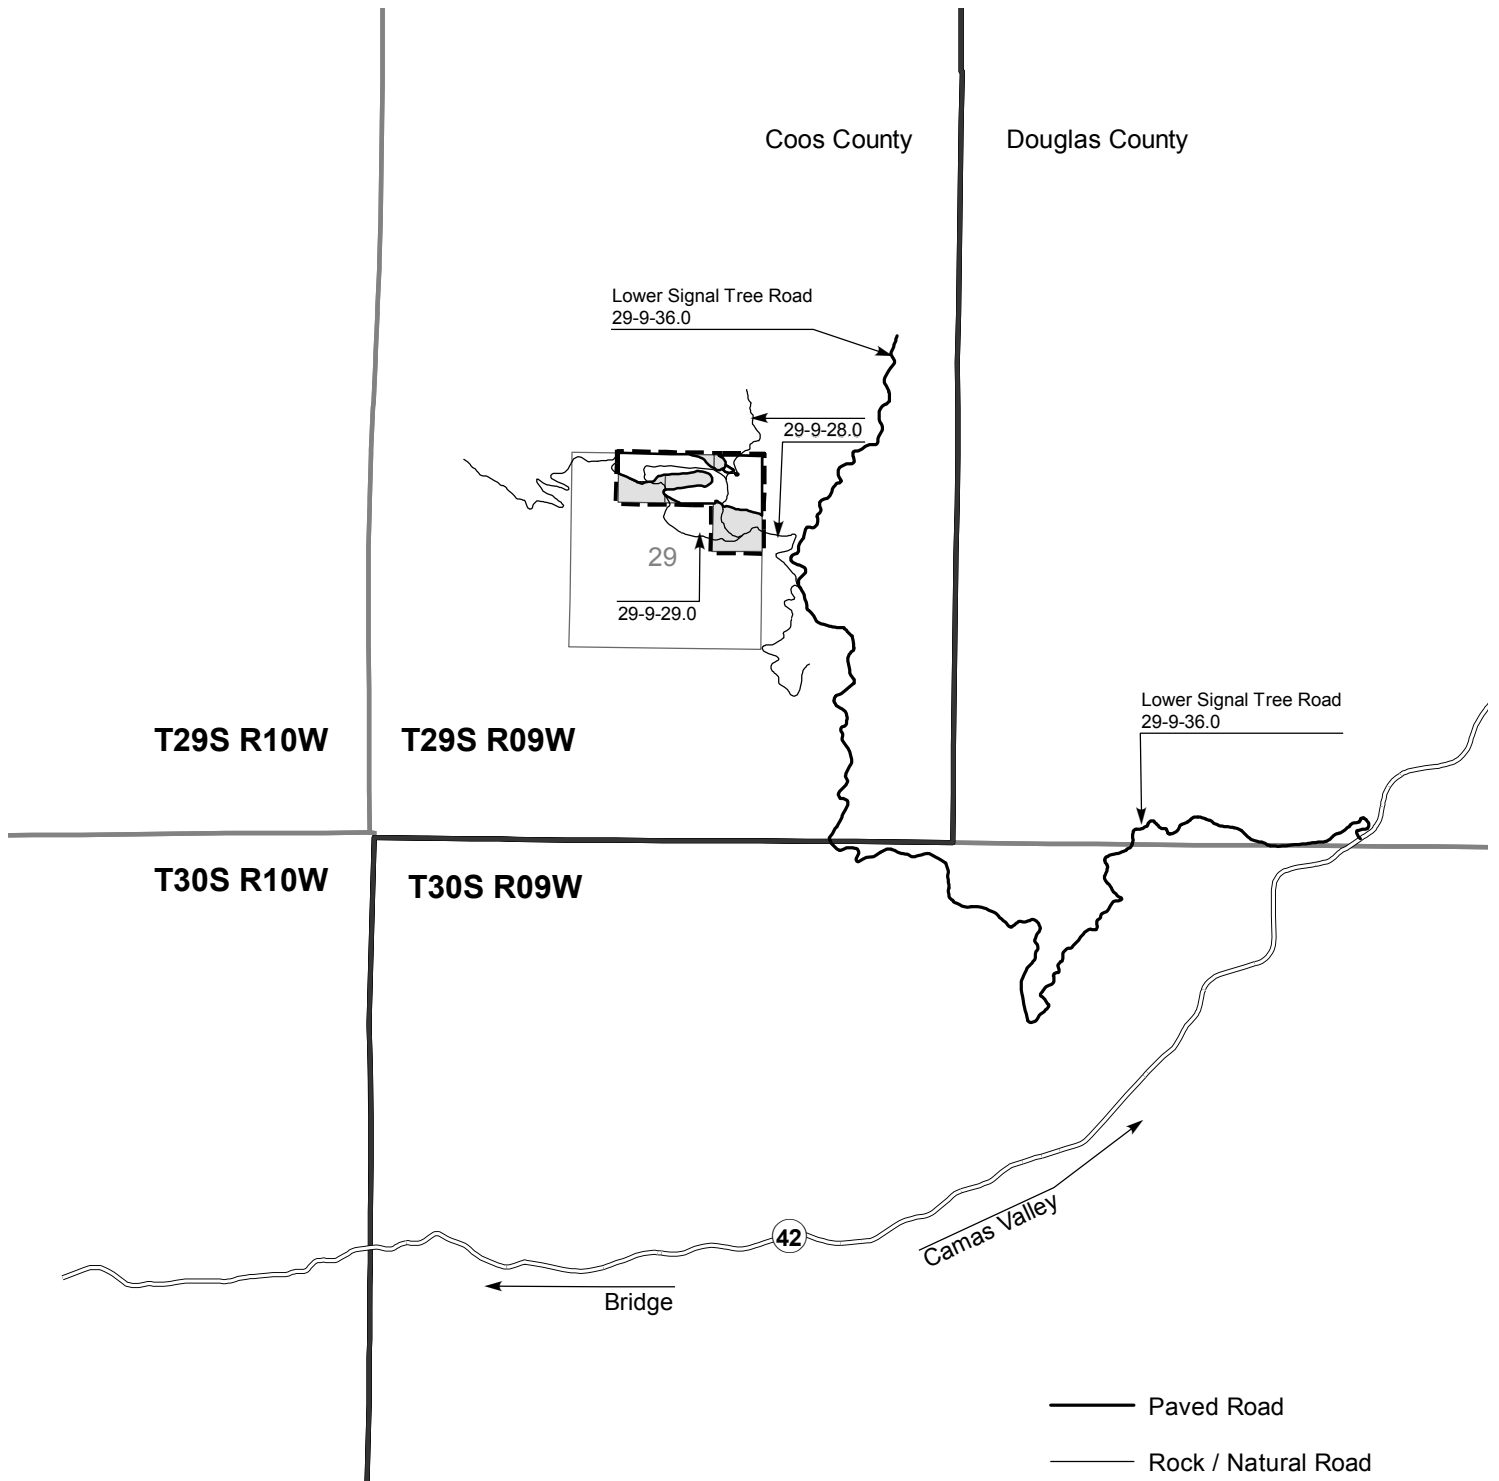 Coos County
Douglas County
Lower Signal Tree Road
29-9-36.0
29-9-28.0
29
29-9-29.0
Lower Signal Tree Road
29-9-36.0
T29S R10W
T29S R09W
T30S R10W
T30S R09W
42
Camas Valley
Bridge
Paved Road
Rock / Natural Road